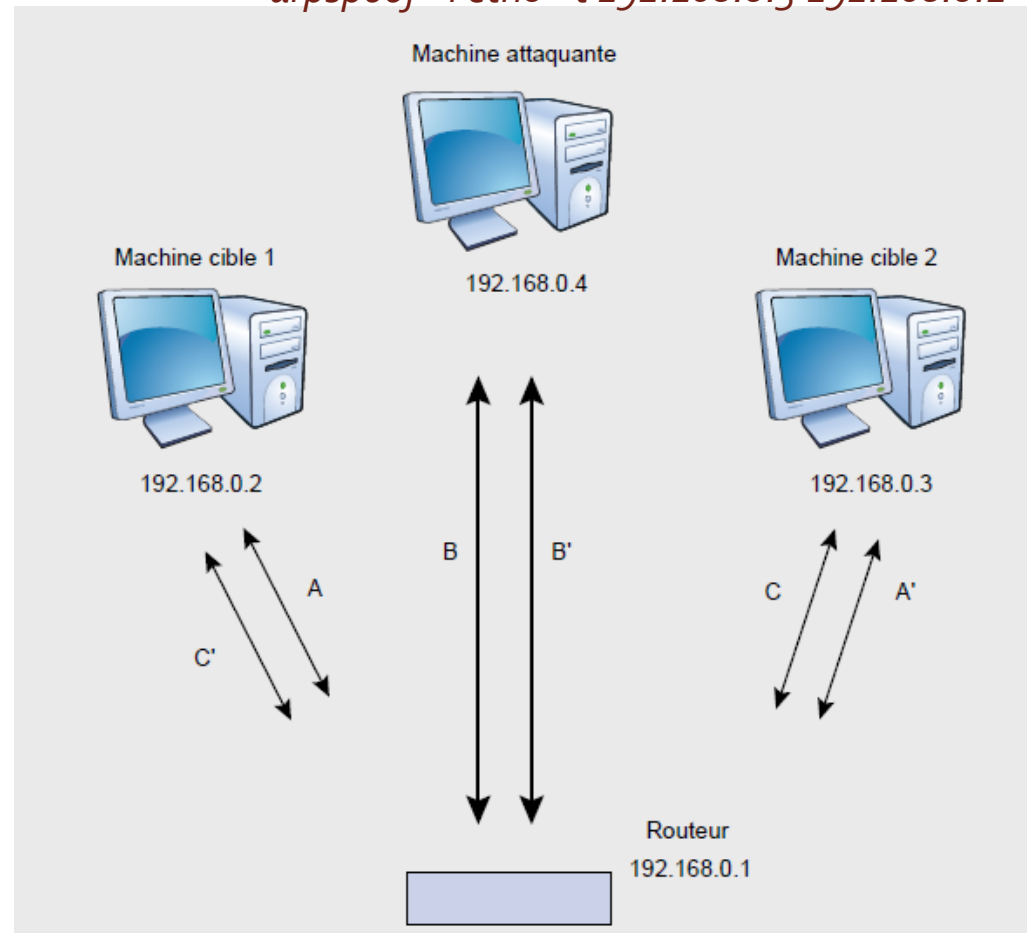 Machine attaquante
Machine cible 1
Machine cible 2
192.168.0.4
192.168.0.2
192.168.0.3
B
B'
A
C'
C
A'
Routeur
192.168.0.1